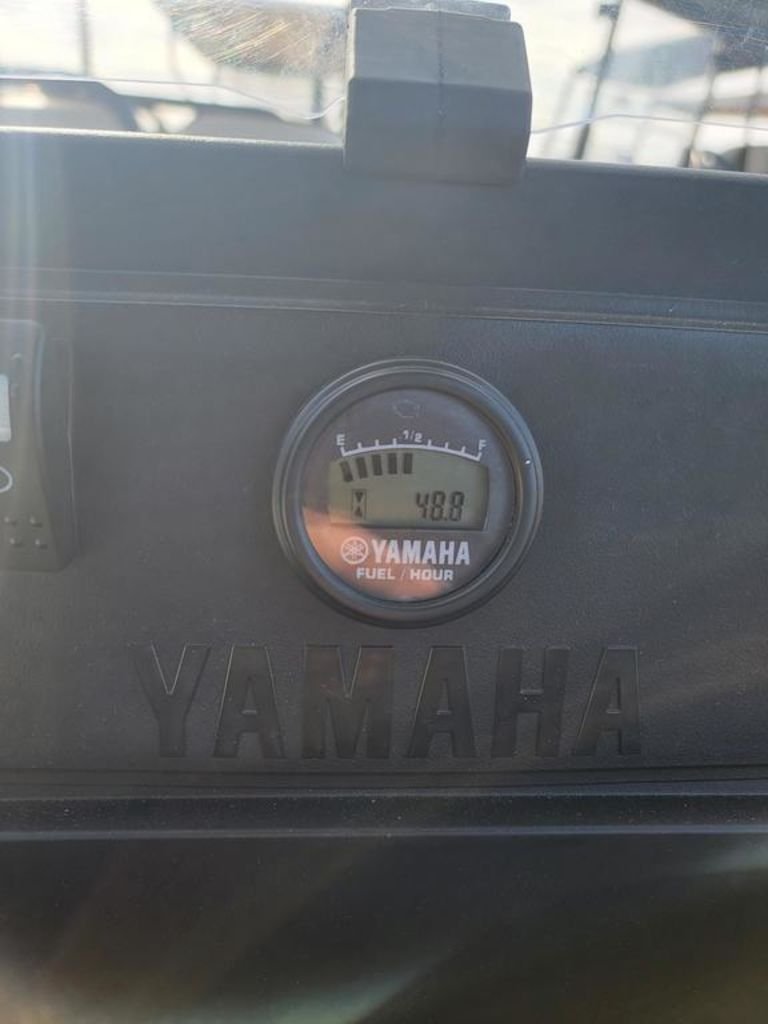 E 1/2 F
48.8
YAMAHA
FUEL / HOUR
YAMAHA